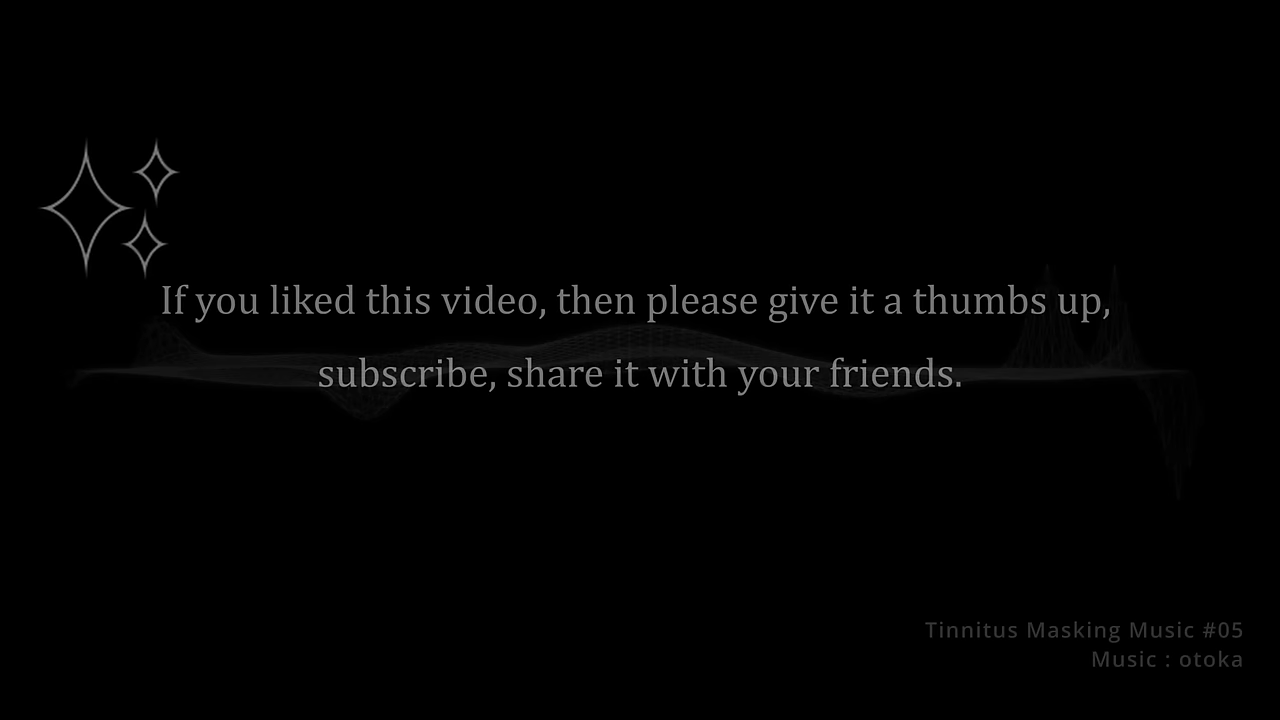 If you liked this video, then please give it a thumbs up,
subscribe, share it with your friends.
Tinnitus Masking Music #05
Music : otoka